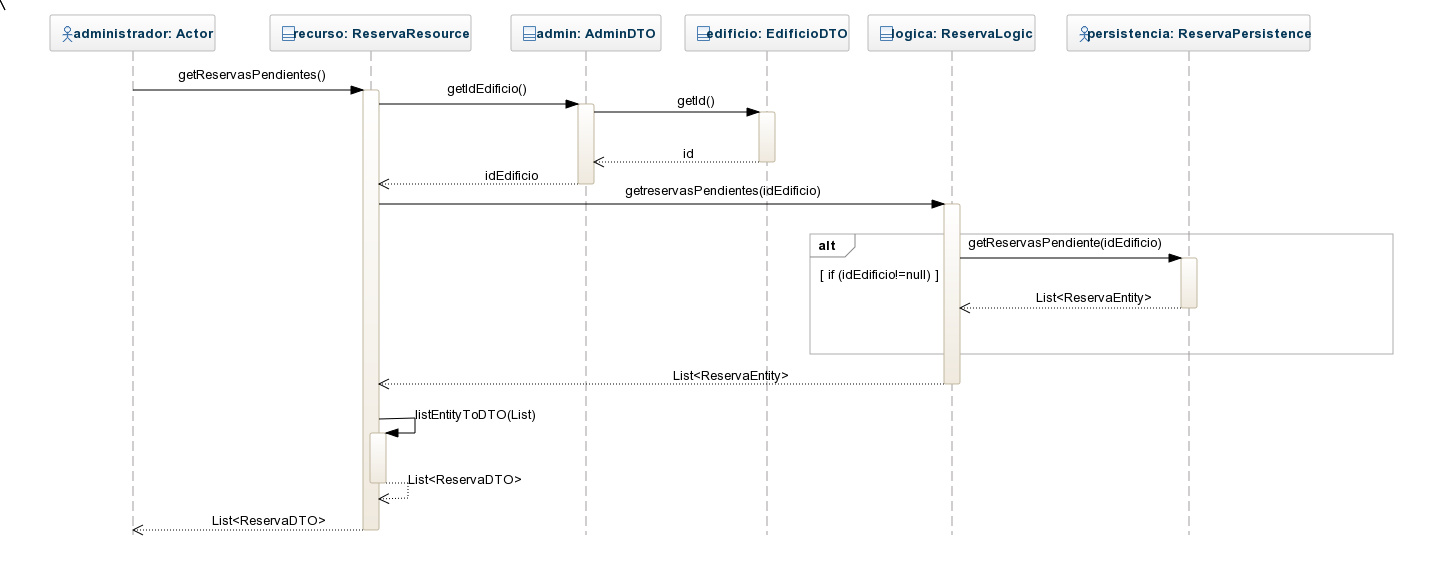 administrador: Actor
recurso: ReservaResource
admin: AdminDTO
edificio: EdificioDTO
logica: ReservaLogic
persistencia: ReservaPersistence
getReservasPendientes()
getIdEdificio()
getId()
id
idEdificio
getreservasPendientes(idEdificio)
alt
getReservasPendiente(idEdificio)
[ if (idEdificio!=null) ]
List<ReservaEntity>
List<ReservaEntity>
listEntityToDTO(List)
List<ReservaDTO>
List<ReservaDTO>